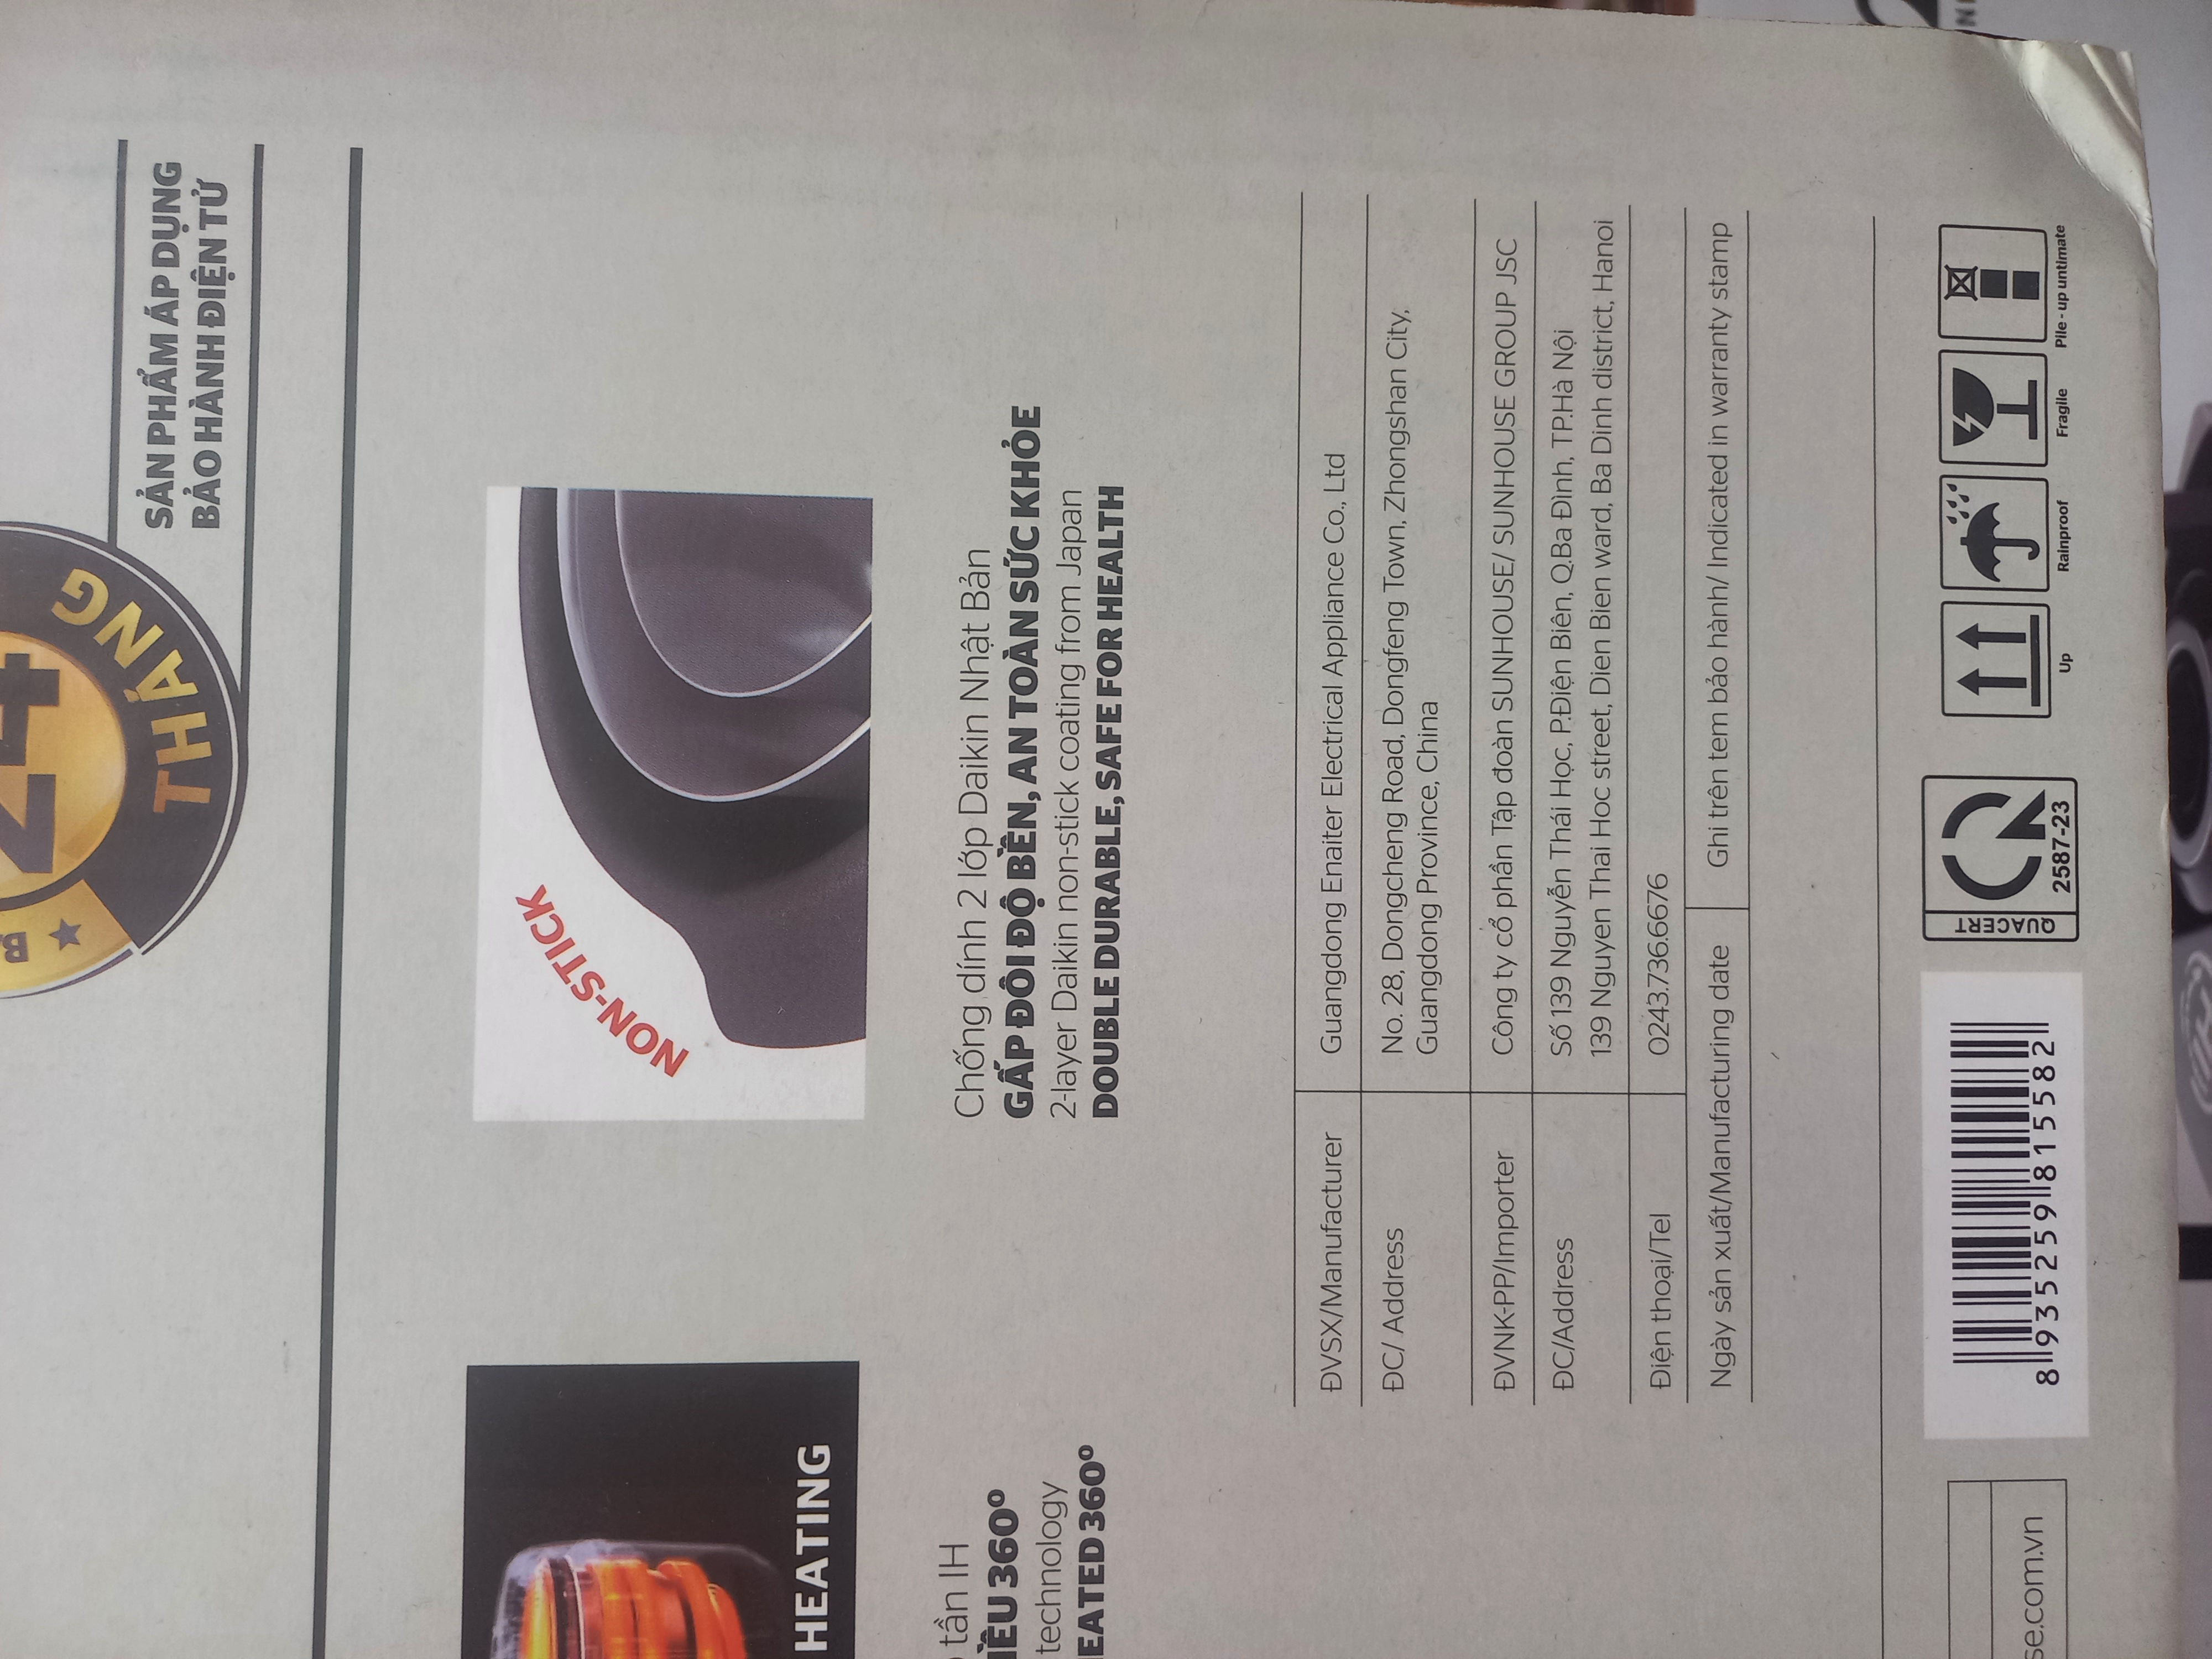 24
THÁNG
SẢN PHẨM ÁP DỤNG
BẢO HÀNH ĐIỆN TỬ
HEATING
NON-STICK
tần IH
360º
technology
360º
Chống dính 2 lớp Daikin Nhật Bản
GẤP ĐÔI ĐỘ BỀN, AN TOÀN SỨC KHỎE
2-layer Daikin non-stick coating from Japan
DOUBLE DURABLE, SAFE FOR HEALTH
ĐVSX/Manufacturer Guangdong Enaiter Electrical Appliance Co., Ltd
ĐC/ Address No. 28, Dongcheng Road, Dongfeng Town, Zhongshan City,
Guangdong Province, China
ĐVNK-PP/Importer Công ty cổ phần Tập đoàn SUNHOUSE/ SUNHOUSE GROUP JSC
ĐC/Address Số 139 Nguyễn Thái Học, P.Điện Biên, Q.Ba Đình, TP.Hà Nội
139 Nguyen Thai Hoc street, Dien Bien ward, Ba Dinh district, Hanoi
Điện thoại/Tel 0243.736.6676
Ngày sản xuất/Manufacturing date Ghi trên tem bảo hành/ Indicated in warranty stamp
se.com.vn
8 935259 815582
QUACERT
2587-23
Up
Rainproof
Fragile
Pile - up untimate